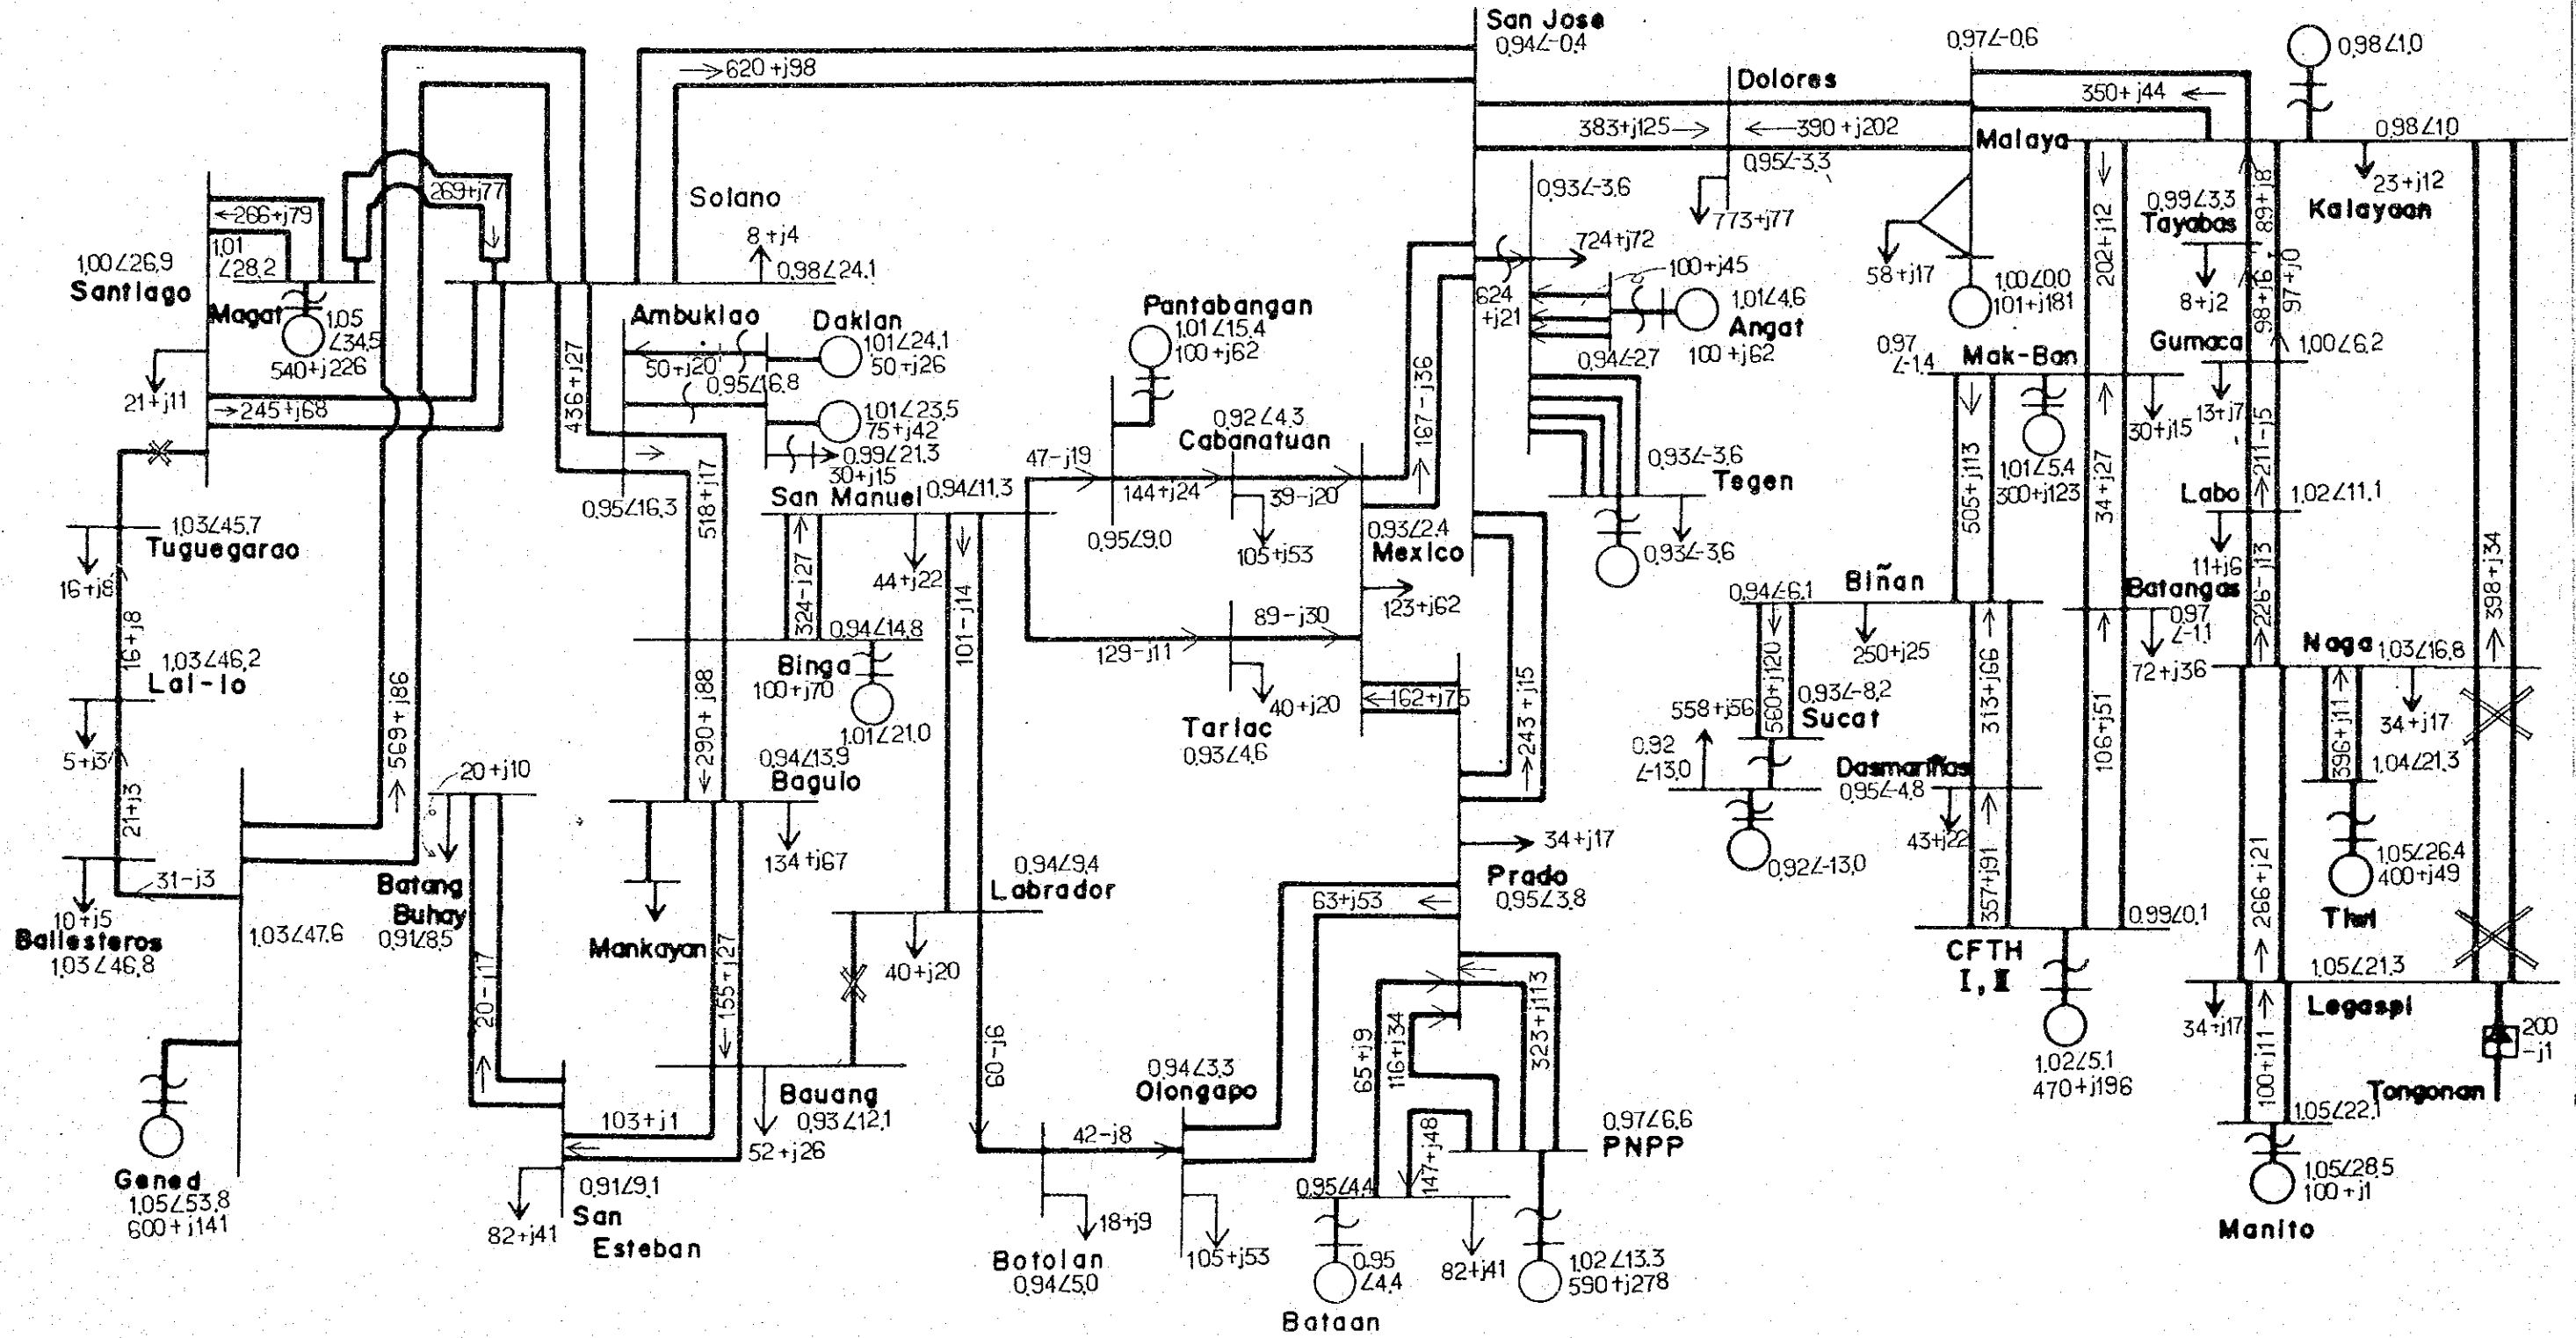 San Jose
0.94∠-0.4
→620+j98
0.97∠-0.6
0.98∠1.0
Dolores
350+j44 ←
383+j125→
←390+j202
Malaya
0.98∠1.0
0.95∠-3.3
0.93∠-3.6
269+j77
Solano
←266+j79
1.01
∠28.2
8+j4
0.98∠24.1
1.00∠26.9
Santiago
Magat
1.05
∠34.5
540+j226
21+j11
→245+j68
773+j77
724+j72
58+j17
1.00∠0.0
101+j181
202+j12
0.99∠3.3
Tayabas
89+j8
23+j12
Kalayaan
8+j2
98+j6
97+j0
Ambuklao
Daklan
1.01∠24.1
50+j26
50+j20
0.95∠16.8
1.01∠23.5
75+j42
0.99∠21.3
30+j15
436+j27
518+j17
0.95∠16.3
Pantabangan
1.01∠15.4
100+j62
624
+j21
100+j45
1.01∠4.6
Angat
100+j62
0.94∠-2.7
167-j36
0.92∠4.3
Cabanatuan
47-j19
144+j24
39-j20
0.95∠9.0
105+j53
0.93∠2.4
Mexico
123+j62
0.93∠-3.6
Tegen
0.93∠-3.6
0.97
∠-1.4
Mak-Ban
Gumaca
1.00∠6.2
13+j7
30+j15
1.01∠5.4
300+j123
505+j113
34+j27
211-j5
Labo
1.02∠11.1
11+j6
226-j13
398+j34
San Manuel
0.94∠11.3
324-j27
44+j22
101-j14
1.03∠45.7
Tuguegarao
16+j8
16+j8
1.03∠46.2
Lal-lo
5+j3
21+j3
569+j86
0.94∠14.8
Binga
100+j70
1.01∠21.0
290+j88
0.94∠13.9
Baguio
134+j67
129-j11
89-j30
40+j20
Tarlac
0.93∠4.6
←162+j75
243+j15
0.94∠-6.1
Biñan
250+j25
560+j120
0.93∠-8.2
Sucat
558+j56
0.92
∠-13.0
0.92∠-13.0
313+j66
Dasmariñas
0.95∠-4.8
43+j22
357+j91
106+j51
Batangas
0.97
∠-1.1
72+j36
Naga
1.03∠16.8
34+j17
396+j11
1.04∠21.3
1.05∠26.4
400+j49
Tiwi
266+j21
20+j10
Batang
Buhay
0.91∠8.5
Mankayan
20-j17
155+j27
31-j3
10+j5
Ballesteros
1.03∠46.8
1.03∠47.6
0.94∠9.4
Labrador
40+j20
60-j6
34+j17
Prado
0.95∠3.8
63+j53
0.99∠0.1
CFTH
I, II
1.02∠5.1
470+j196
1.05∠21.3
Legaspi
34+j17
200
-j1
Tongonan
100+j11
1.05∠22.1
1.05∠28.5
100+j1
Manito
Gened
1.05∠53.8
600+j141
103+j1
Bauang
0.93∠12.1
52+j26
0.91∠9.1
San
Esteban
82+j41
0.94∠3.3
Olongapo
42-j8
18+j9
Botolan
0.94∠5.0
105+j53
65+j9
116+j34
323+j113
147+j48
0.97∠6.6
PNPP
0.95∠4.4
0.95
∠4.4
82+j41
1.02∠13.3
590+j278
Bataan